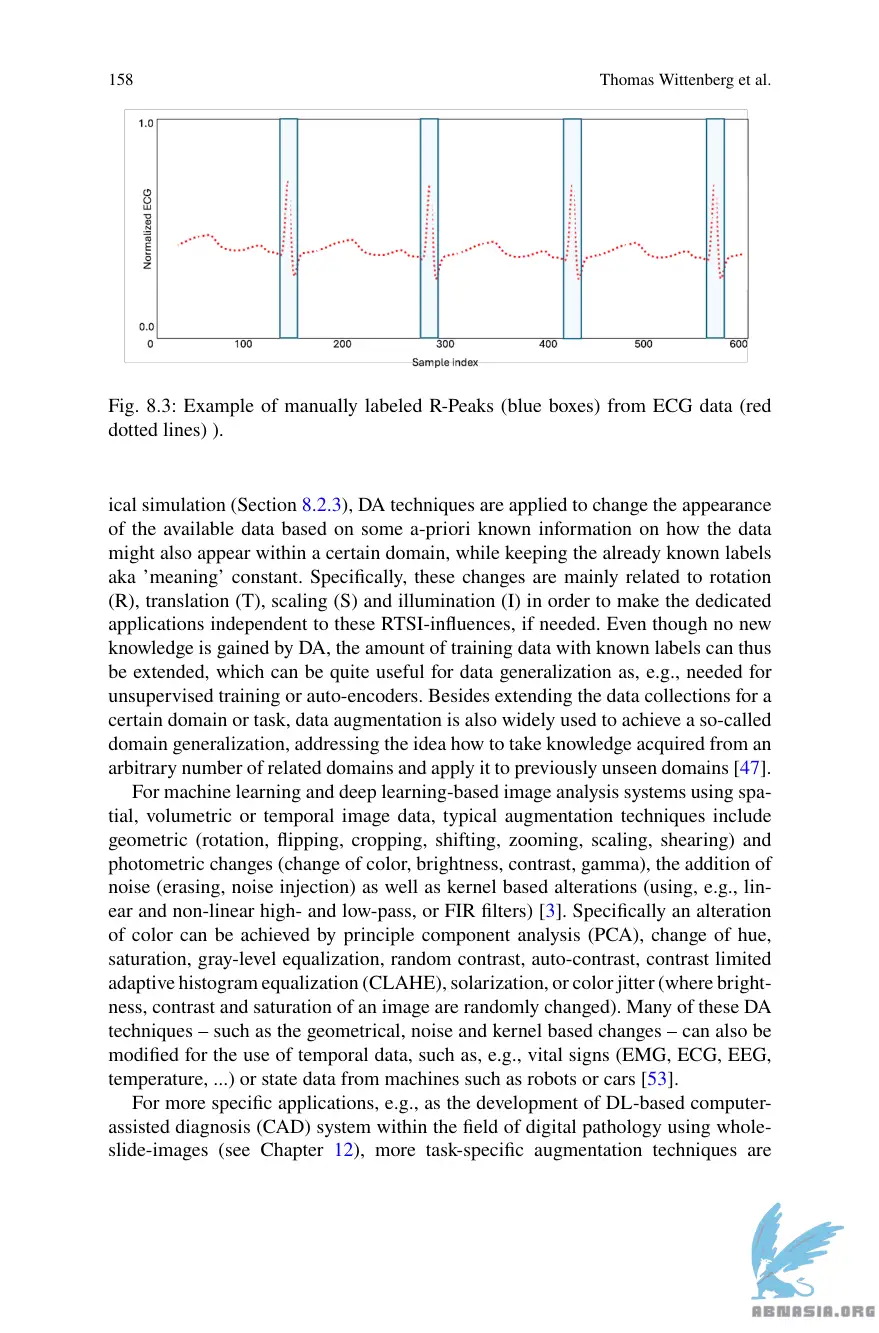 158
Thomas Wittenberg et al.
1.0
Normalized ECG
0.0
0 100 200 300 400 500 600
Sample index
Fig. 8.3: Example of manually labeled R-Peaks (blue boxes) from ECG data (red
dotted lines) ).
ical simulation (Section 8.2.3), DA techniques are applied to change the appearance
of the available data based on some a-priori known information on how the data
might also appear within a certain domain, while keeping the already known labels
aka ’meaning’ constant. Specifically, these changes are mainly related to rotation
(R), translation (T), scaling (S) and illumination (I) in order to make the dedicated
applications independent to these RTSI-influences, if needed. Even though no new
knowledge is gained by DA, the amount of training data with known labels can thus
be extended, which can be quite useful for data generalization as, e.g., needed for
unsupervised training or auto-encoders. Besides extending the data collections for a
certain domain or task, data augmentation is also widely used to achieve a so-called
domain generalization, addressing the idea how to take knowledge acquired from an
arbitrary number of related domains and apply it to previously unseen domains [47].
For machine learning and deep learning-based image analysis systems using spa-
tial, volumetric or temporal image data, typical augmentation techniques include
geometric (rotation, flipping, cropping, shifting, zooming, scaling, shearing) and
photometric changes (change of color, brightness, contrast, gamma), the addition of
noise (erasing, noise injection) as well as kernel based alterations (using, e.g., lin-
ear and non-linear high- and low-pass, or FIR filters) [3]. Specifically an alteration
of color can be achieved by principle component analysis (PCA), change of hue,
saturation, gray-level equalization, random contrast, auto-contrast, contrast limited
adaptive histogram equalization (CLAHE), solarization, or color jitter (where bright-
ness, contrast and saturation of an image are randomly changed). Many of these DA
techniques – such as the geometrical, noise and kernel based changes – can also be
modified for the use of temporal data, such as, e.g., vital signs (EMG, ECG, EEG,
temperature, ...) or state data from machines such as robots or cars [53].
For more specific applications, e.g., as the development of DL-based computer-
assisted diagnosis (CAD) system within the field of digital pathology using whole-
slide-images (see Chapter 12), more task-specific augmentation techniques are
ABNASIA.ORG